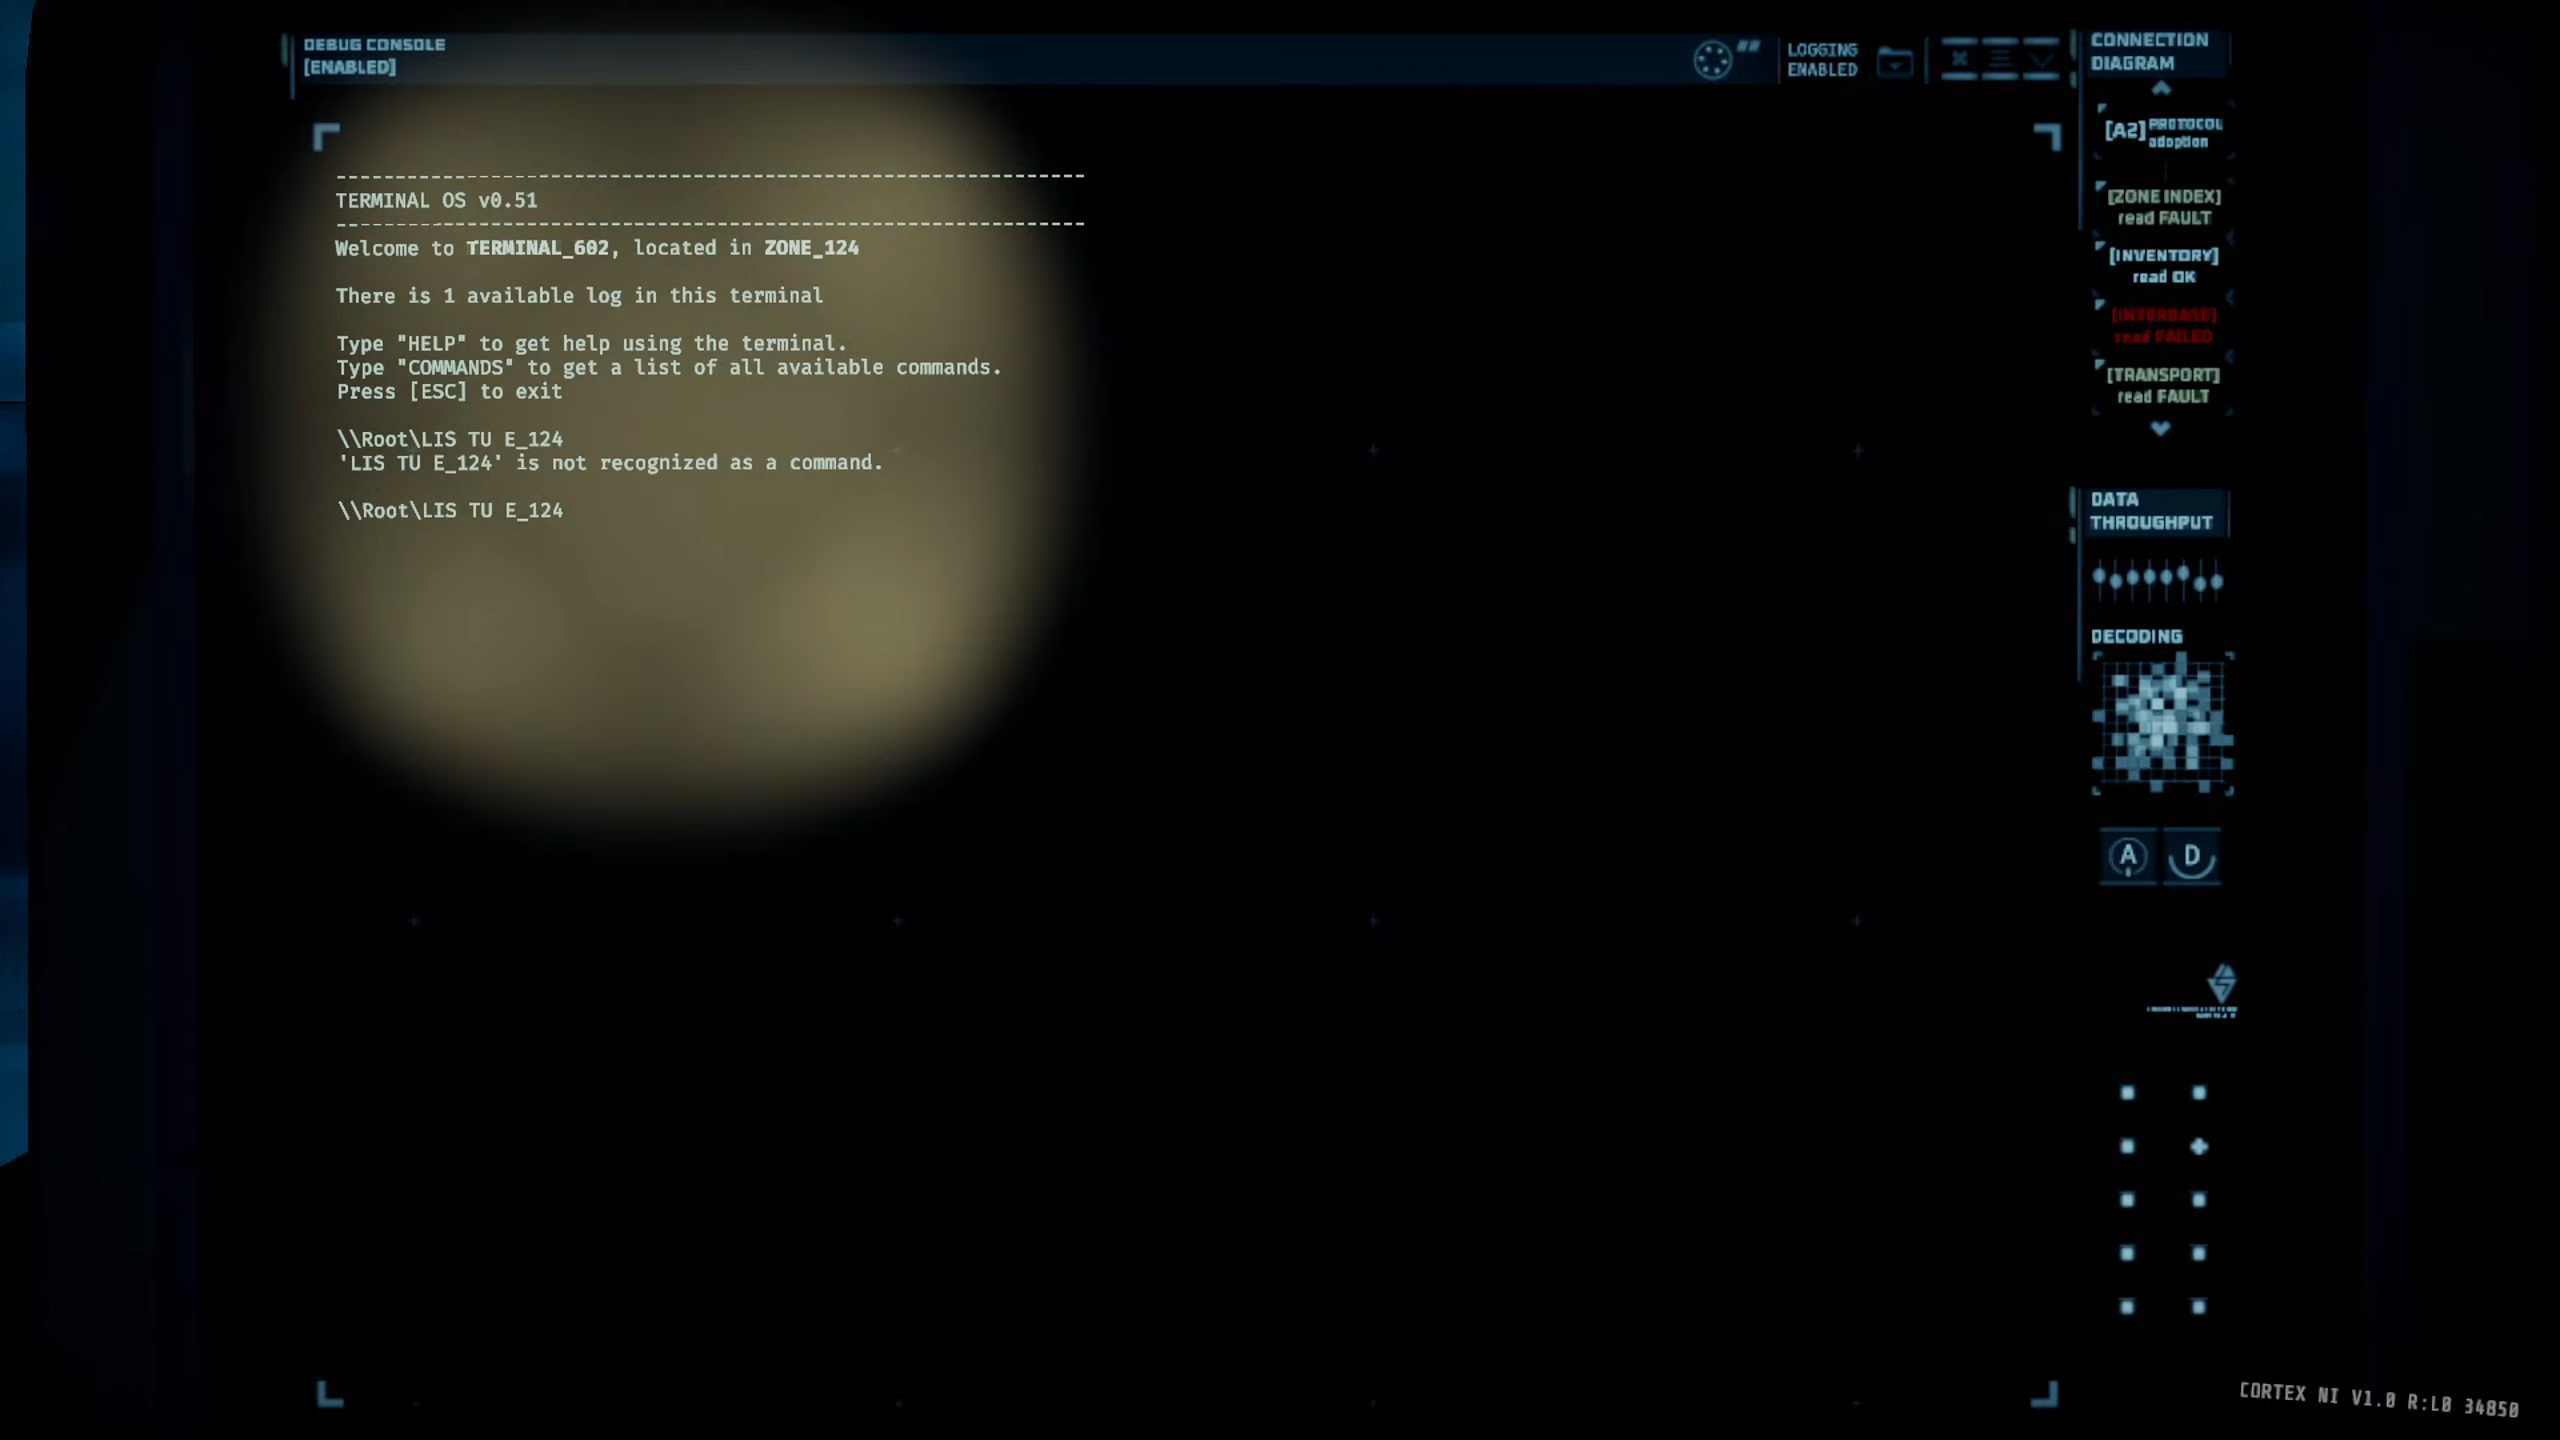 DEBUG CONSOLE
[ENABLED]
LOGGING
ENABLED
TERMINAL OS v0.51
Welcome to TERMINAL_602, located in ZONE_124
There is 1 available log in this terminal
Type "HELP" to get help using the terminal.
Type "COMMANDS" to get a list of all available commands.
Press [ESC] to exit
\\Root\LIS TU E_124
'LIS TU E_124' is not recognized as a command.
\\Root\LIS TU E_124
CONNECTION
DIAGRAM
[A2] PROTOCOL
adoption
[ZONE INDEX]
read FAULT
[INVENTORY]
read OK
[INTERBASE]
read FAILED
[TRANSPORT]
read FAULT
DATA
THROUGHPUT
DECODING
A D
CORTEX NI V1.0 R:L0 34850